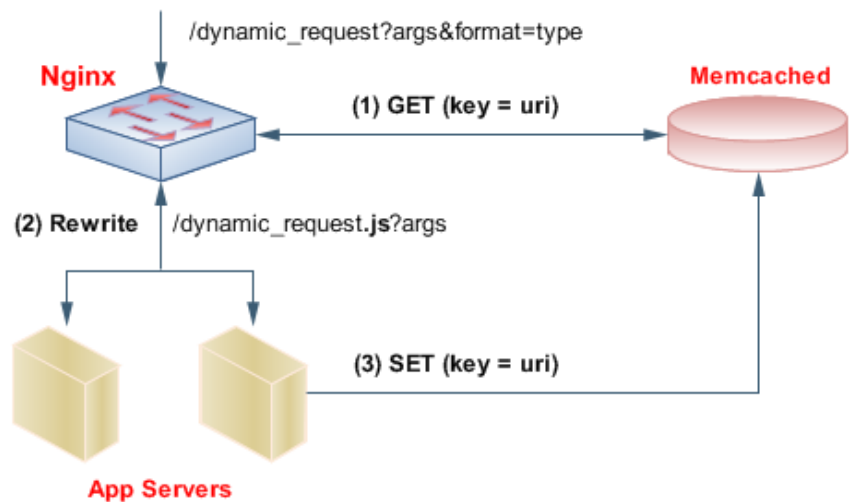 /dynamic_request?args&format=type
Nginx
Memcached
(1) GET (key = uri)
(2) Rewrite
/dynamic_request.js?args
(3) SET (key = uri)
App Servers